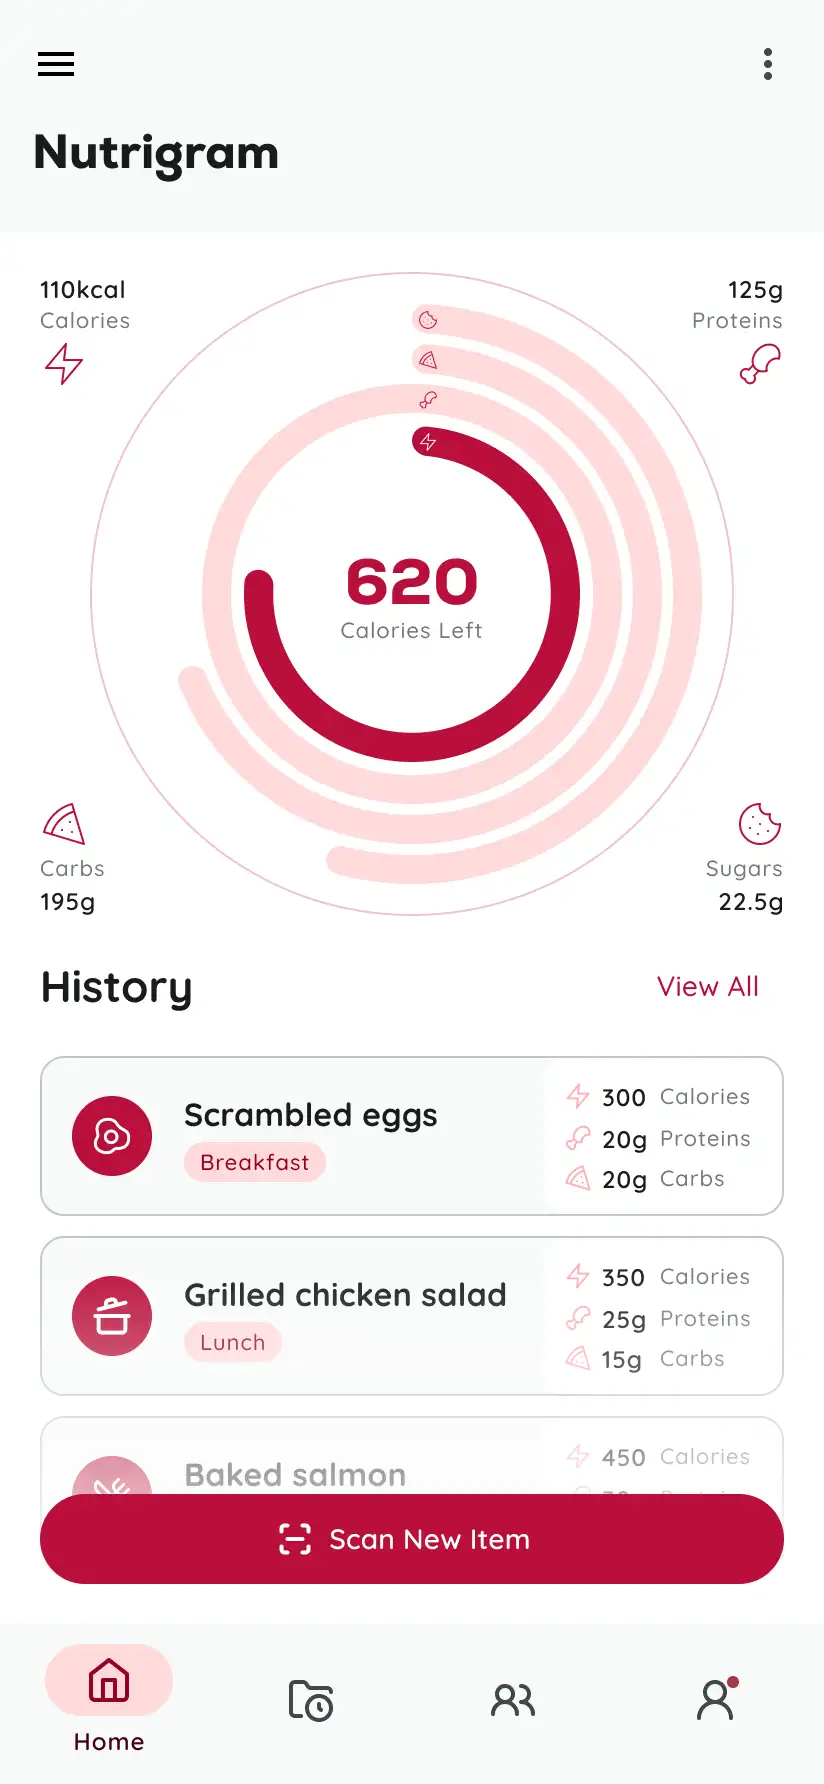 Nutrigram
110kcal
Calories
125g
Proteins
620
Calories Left
Carbs
195g
Sugars
22.5g
History
View All
Scrambled eggs
Breakfast
300 Calories
20g Proteins
20g Carbs
Grilled chicken salad
Lunch
350 Calories
25g Proteins
15g Carbs
Baked salmon
450 Calories
Scan New Item
Home